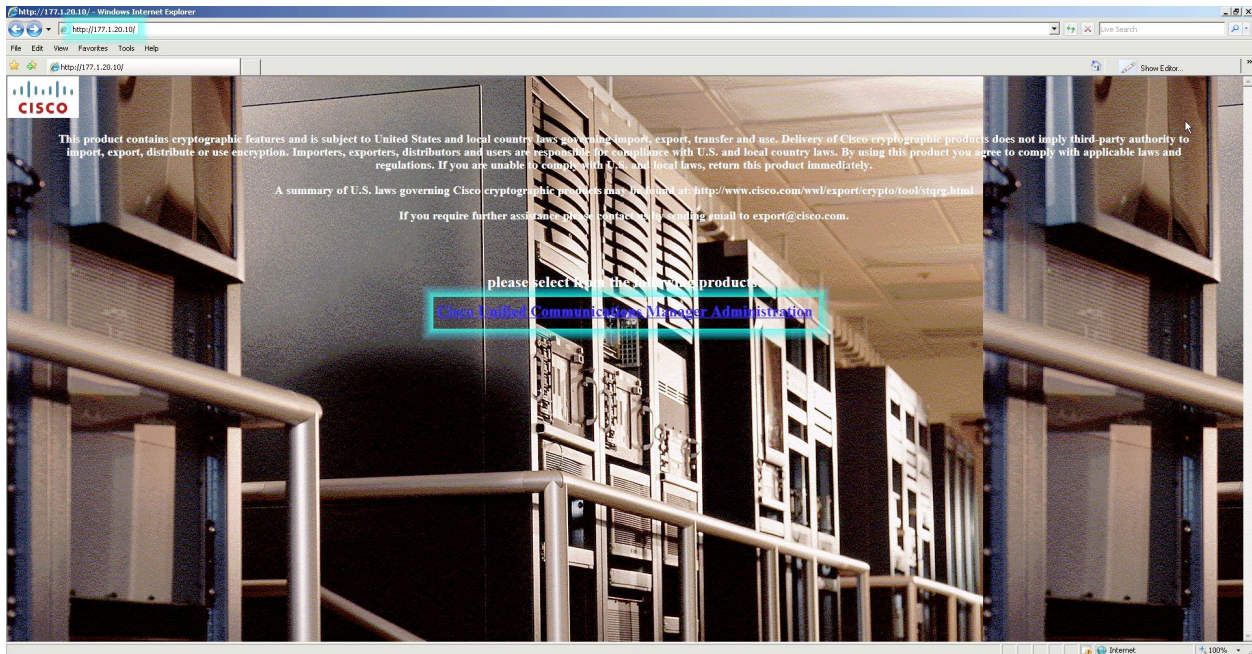 http://177.1.20.10/ - Windows Internet Explorer
http://177.1.20.10/
Live Search
File Edit View Favorites Tools Help
http://177.1.20.10/
Show Editor...
CISCO
This product contains cryptographic features and is subject to United States and local country laws governing import, export, transfer and use. Delivery of Cisco cryptographic products does not imply third-party authority to
import, export, distribute or use encryption. Importers, exporters, distributors and users are responsible for compliance with U.S. and local country laws. By using this product you agree to comply with applicable laws and
regulations. If you are unable to comply with U.S. and local laws, return this product immediately.
A summary of U.S. laws governing Cisco cryptographic products may be found at: http://www.cisco.com/wwl/export/crypto/tool/stqrg.html
If you require further assistance please contact us by sending email to export@cisco.com.
please select from the following products
Cisco Unified Communications Manager Administration
Internet
100%